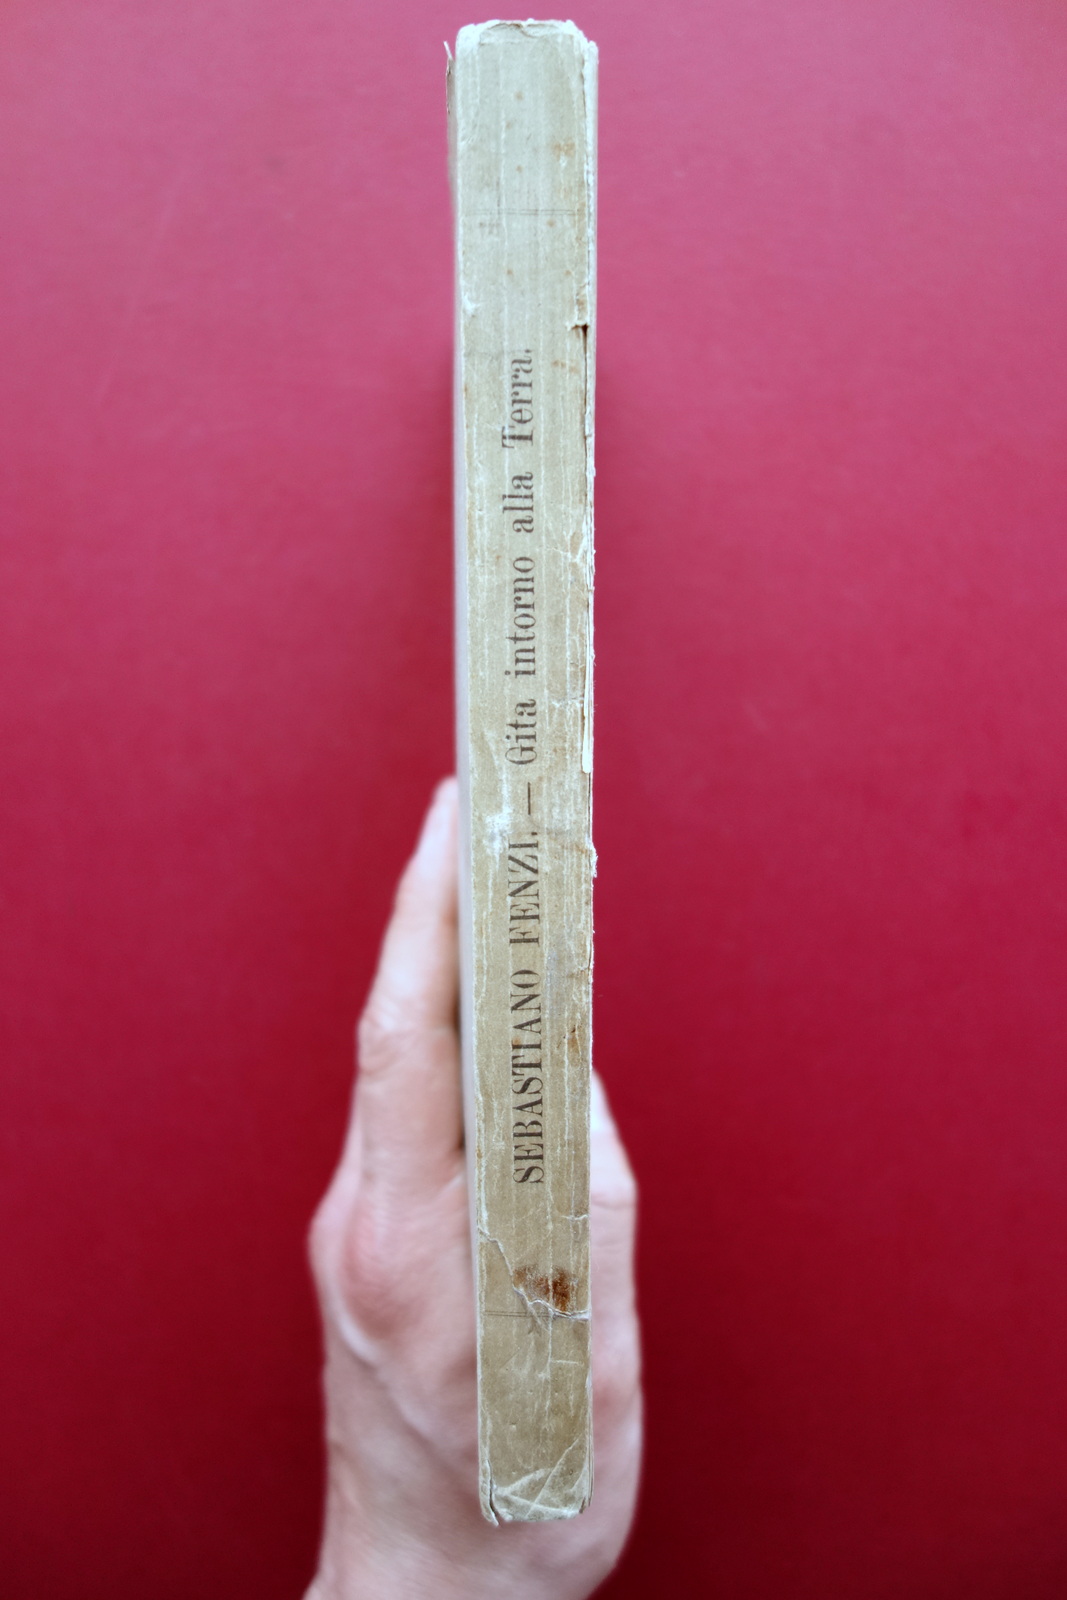 SEBASTIANO FENZI. — Gita intorno alla Terra.